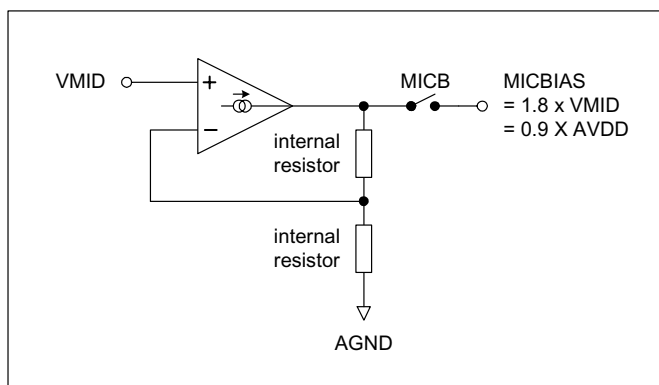 VMID
+
−
MICB
MICBIAS
= 1.8 x VMID
= 0.9 X AVDD
internal
resistor
internal
resistor
AGND